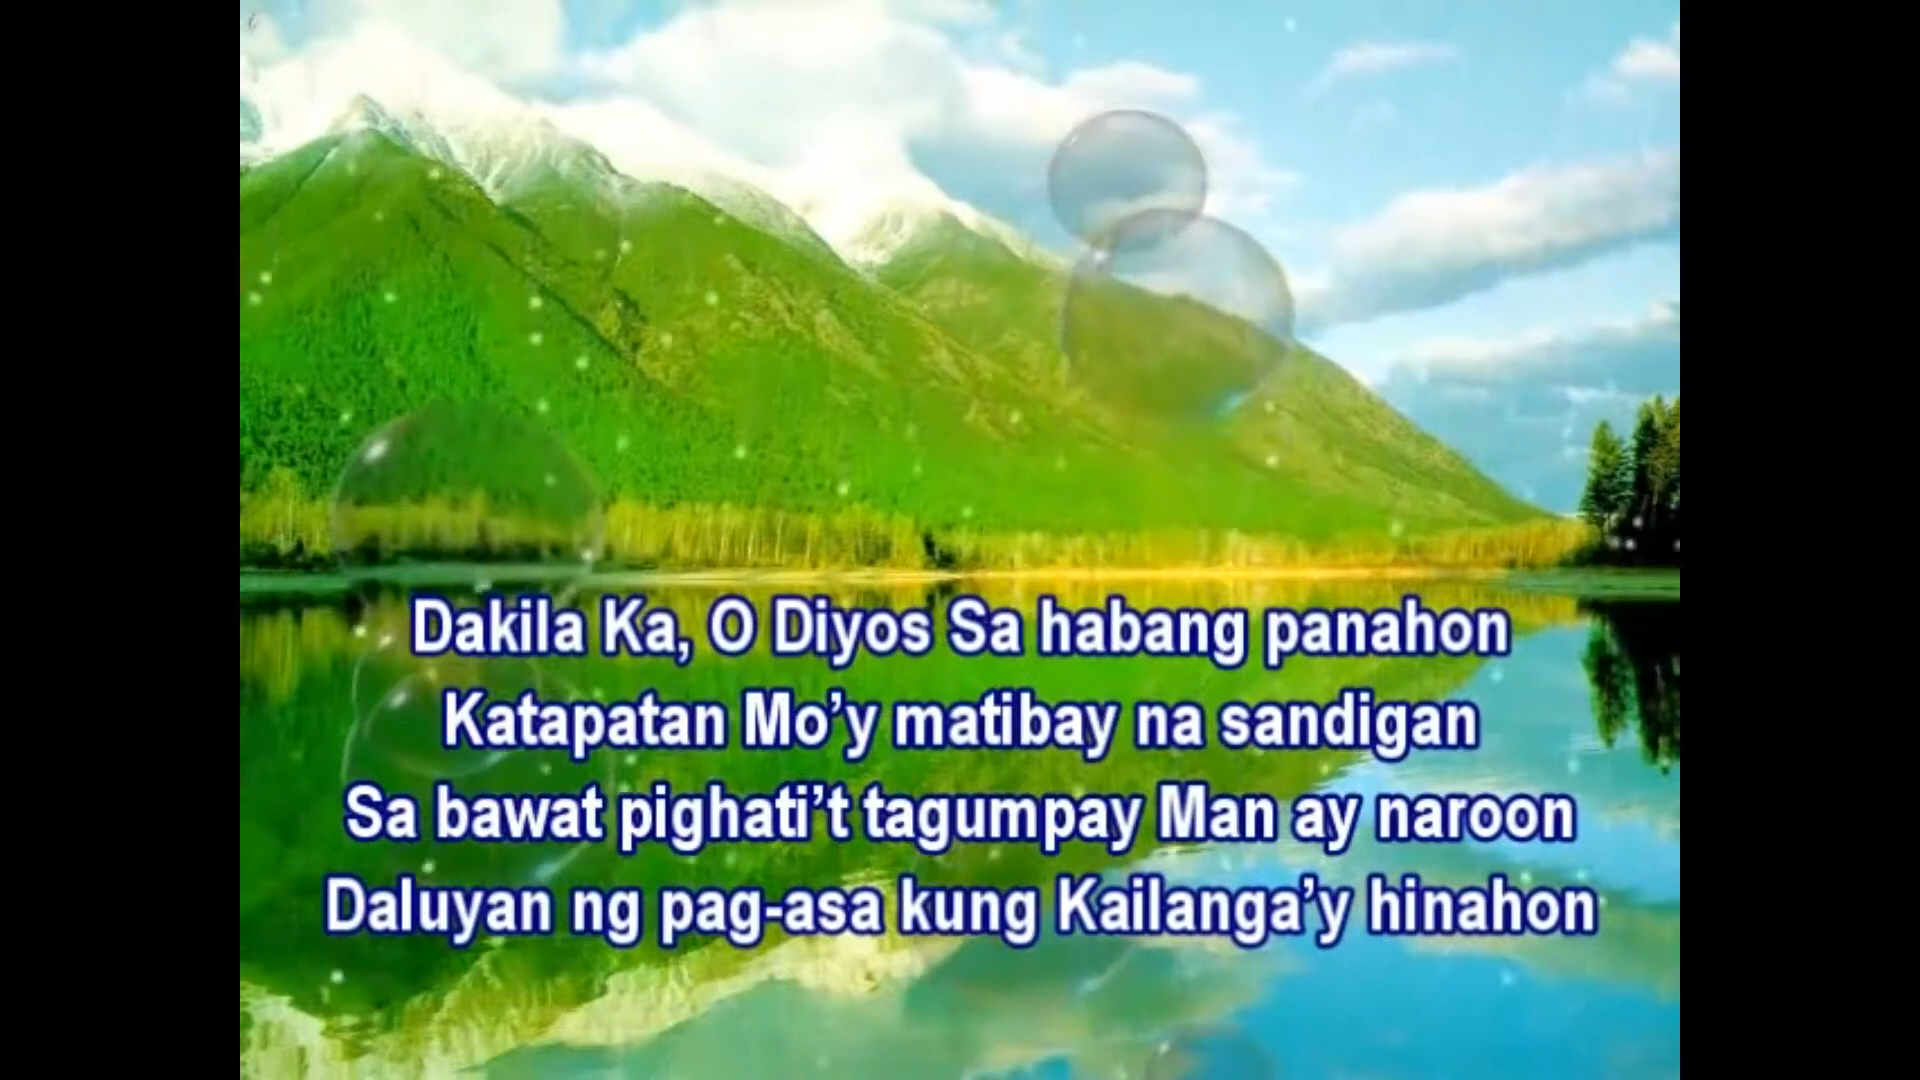 Dakila Ka, O Diyos Sa habang panahon
Katapatan Mo’y matibay na sandigan
Sa bawat pighati’t tagumpay Man ay naroon
Daluyan ng pag-asa kung Kailanga’y hinahon